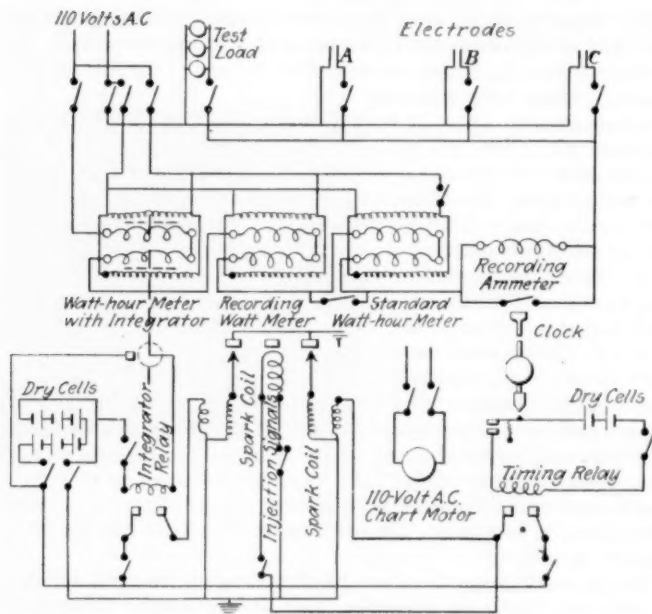 110 Volts A.C
Test
Load
Electrodes
A
B
C
Watt-hour Meter
with Integrator
Recording
Watt Meter
Standard
Watt-hour Meter
Recording
Ammeter
Clock
Dry Cells
Integrator
Relay
Spark Coil
Injection Signals
Spark Coil
110-Volt A.C.
Chart Motor
Dry Cells
Timing Relay